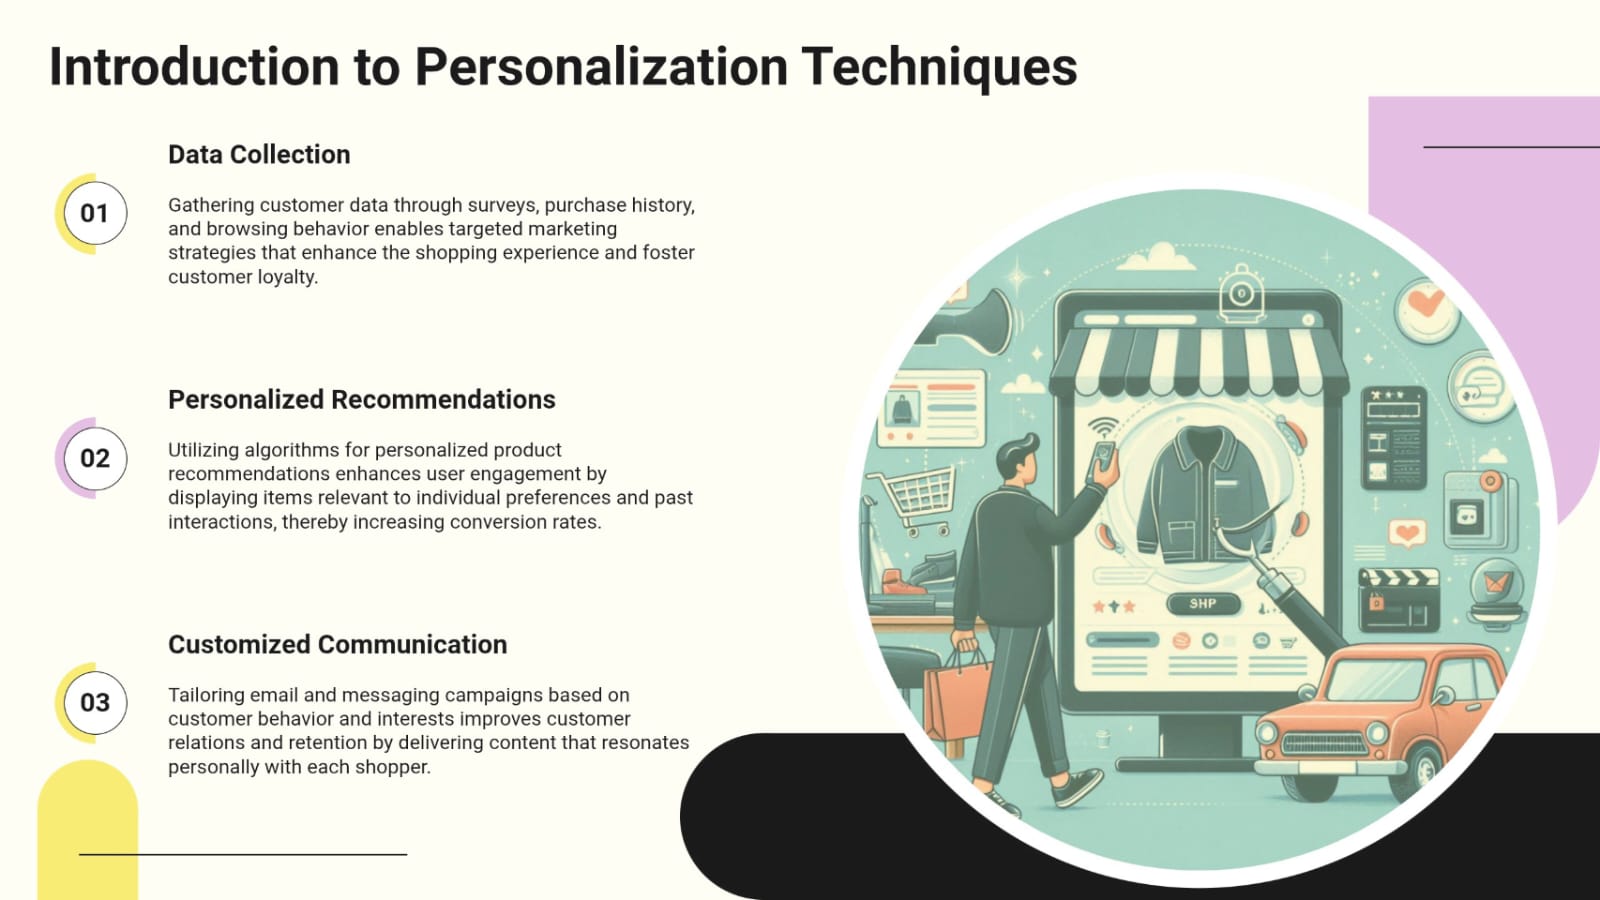 Introduction to Personalization Techniques
Data Collection
01
Gathering customer data through surveys, purchase history,
and browsing behavior enables targeted marketing
strategies that enhance the shopping experience and foster
customer loyalty.
Personalized Recommendations
02
Utilizing algorithms for personalized product
recommendations enhances user engagement by
displaying items relevant to individual preferences and past
interactions, thereby increasing conversion rates.
Customized Communication
03
Tailoring email and messaging campaigns based on
customer behavior and interests improves customer
relations and retention by delivering content that resonates
personally with each shopper.
SHP